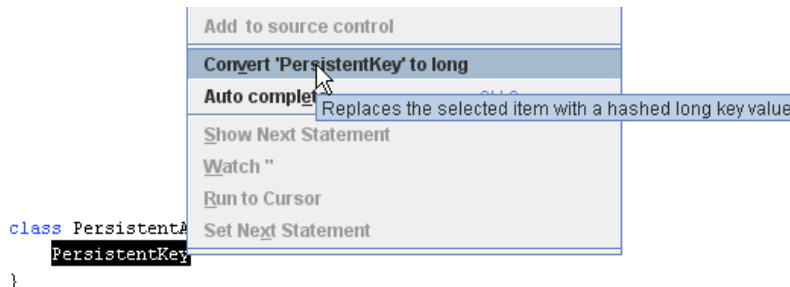 Add to source control
Convert 'PersistentKey' to long
Auto complet
Replaces the selected item with a hashed long key value
Show Next Statement
Watch ''
Run to Cursor
Set Next Statement
class PersistentA
PersistentKey
}